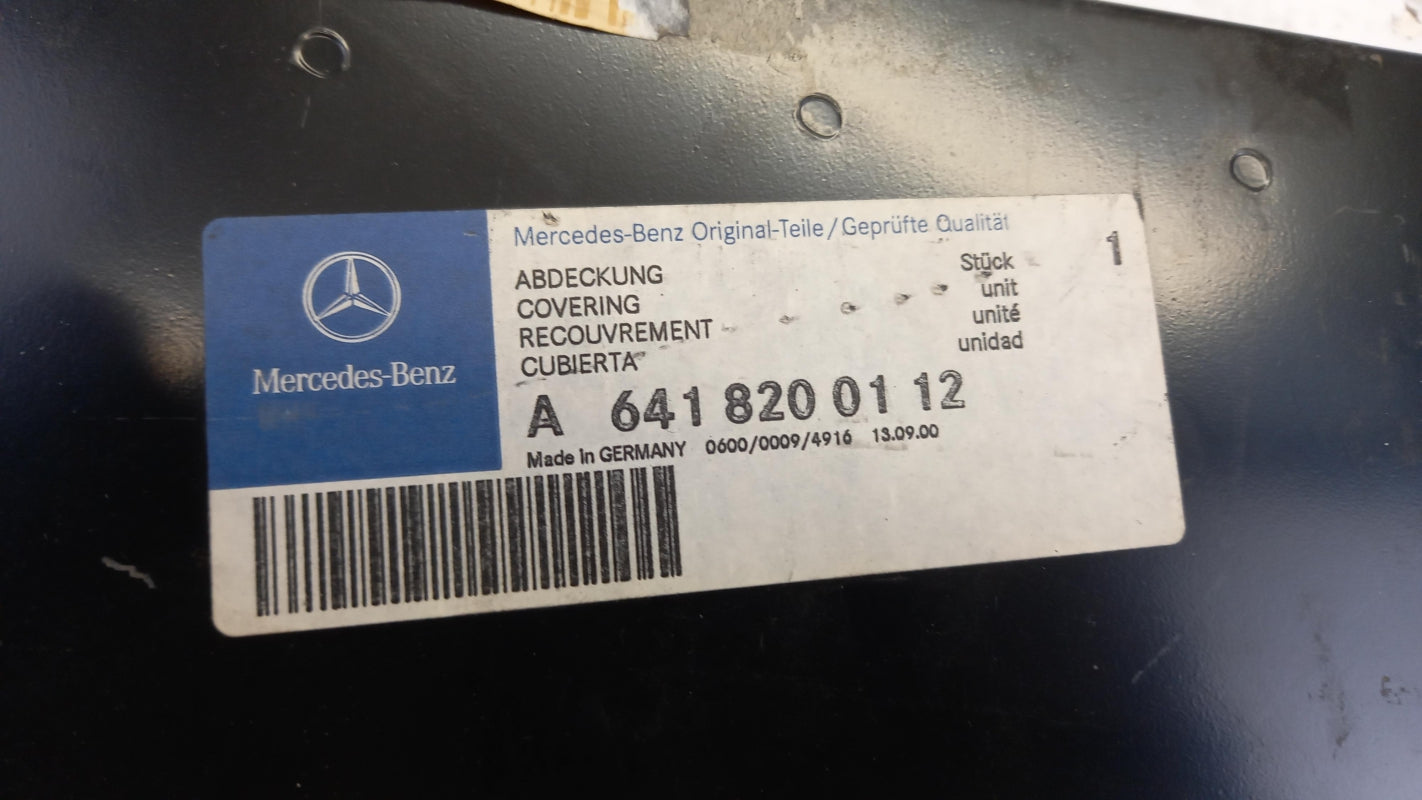 Mercedes-Benz
Mercedes-Benz Original-Teile/Geprüfte Qualität
ABDECKUNG
COVERING
RECOUVREMENT
CUBIERTA
Stück 1
unit
unité
unidad
A 641 820 01 12
Made in GERMANY 0600/0009/4916 13.09.00